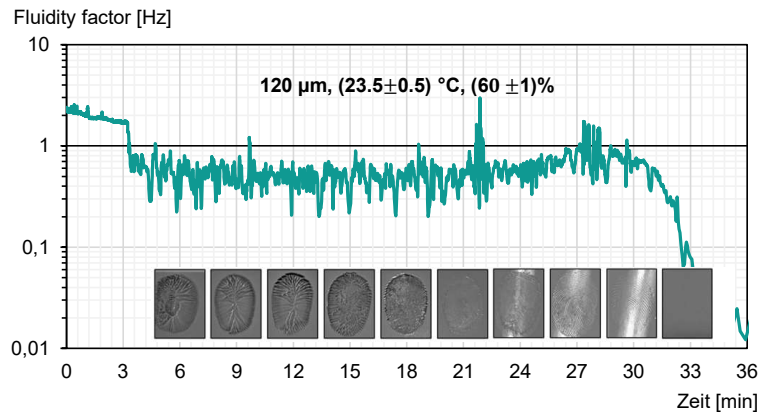 Fluidity factor [Hz]
10
120 µm, (23.5±0.5) °C, (60 ±1)%
1
0,1
0,01
0 3 6 9 12 15 18 21 24 27 30 33 36
Zeit [min]